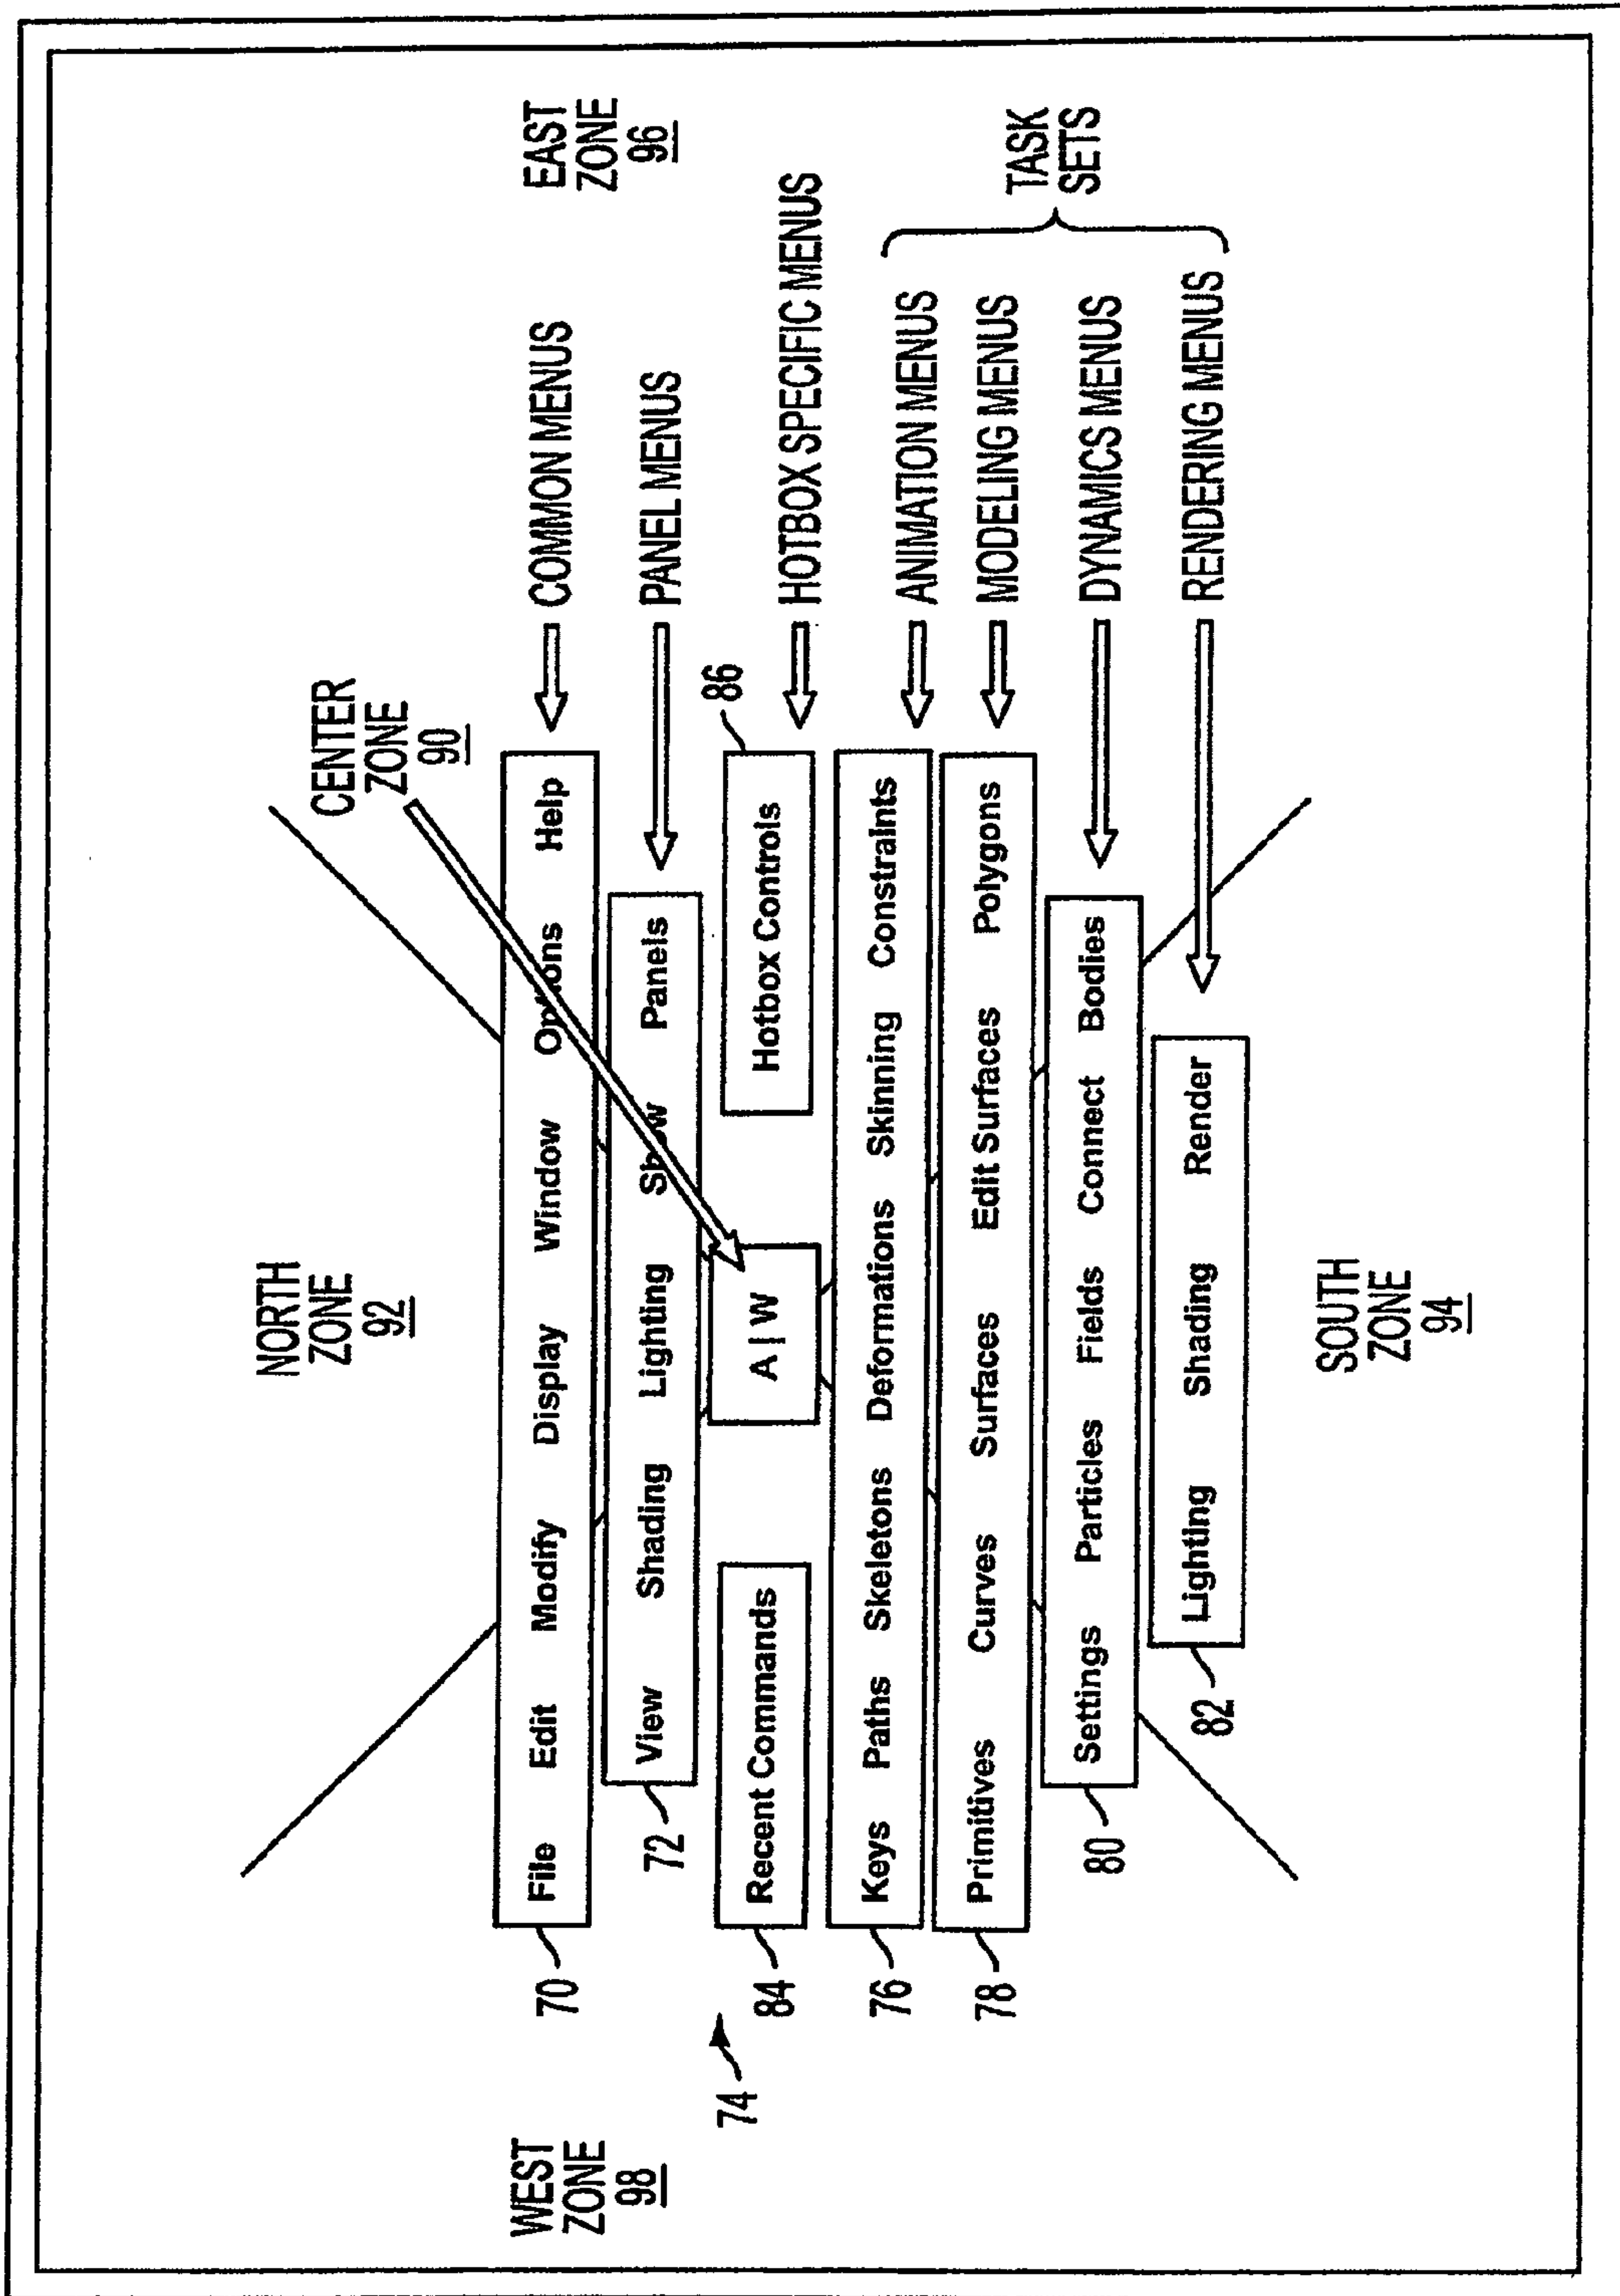 NORTH
ZONE
92
CENTER
ZONE
90
WEST
ZONE
98
EAST
ZONE
96
70
File Edit Modify Display Window Options Help
COMMON MENUS
72
View Shading Lighting Show Panels
PANEL MENUS
74
84
Recent Commands
A | W
Hotbox Controls
86
HOTBOX SPECIFIC MENUS
76
Keys Paths Skeletons Deformations Skinning Constraints
ANIMATION MENUS
78
Primitives Curves Surfaces Edit Surfaces Polygons
MODELING MENUS
TASK
SETS
80
Settings Particles Fields Connect Bodies
DYNAMICS MENUS
82
Lighting Shading Render
RENDERING MENUS
SOUTH
ZONE
94